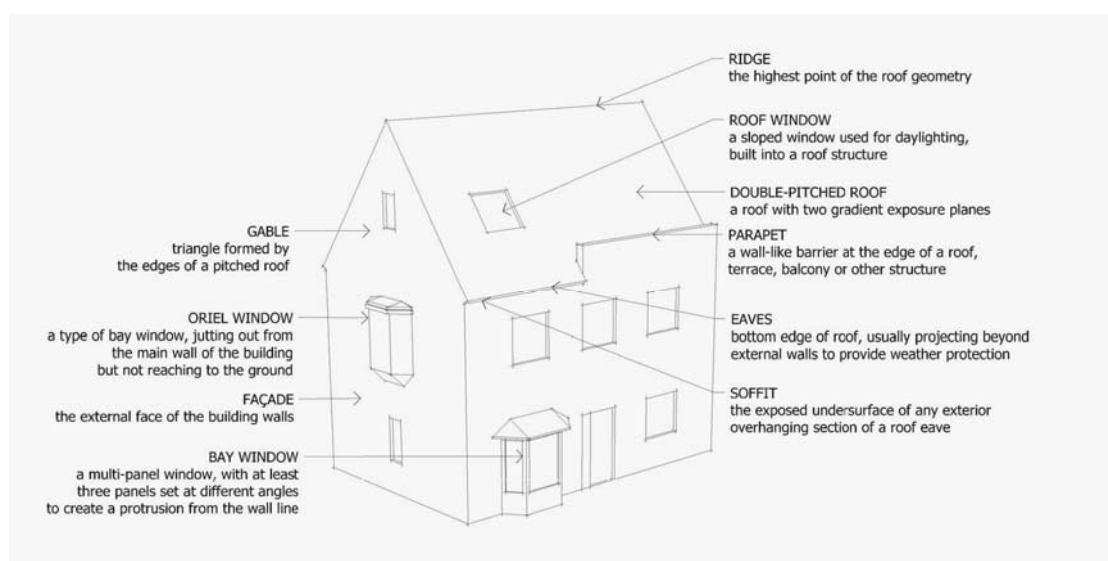 RIDGE
the highest point of the roof geometry
ROOF WINDOW
a sloped window used for daylighting,
built into a roof structure
DOUBLE-PITCHED ROOF
a roof with two gradient exposure planes
PARAPET
a wall-like barrier at the edge of a roof,
terrace, balcony or other structure
EAVES
bottom edge of roof, usually projecting beyond
external walls to provide weather protection
SOFFIT
the exposed undersurface of any exterior
overhanging section of a roof eave
GABLE
triangle formed by
the edges of a pitched roof
ORIEL WINDOW
a type of bay window, jutting out from
the main wall of the building
but not reaching to the ground
FAÇADE
the external face of the building walls
BAY WINDOW
a multi-panel window, with at least
three panels set at different angles
to create a protrusion from the wall line